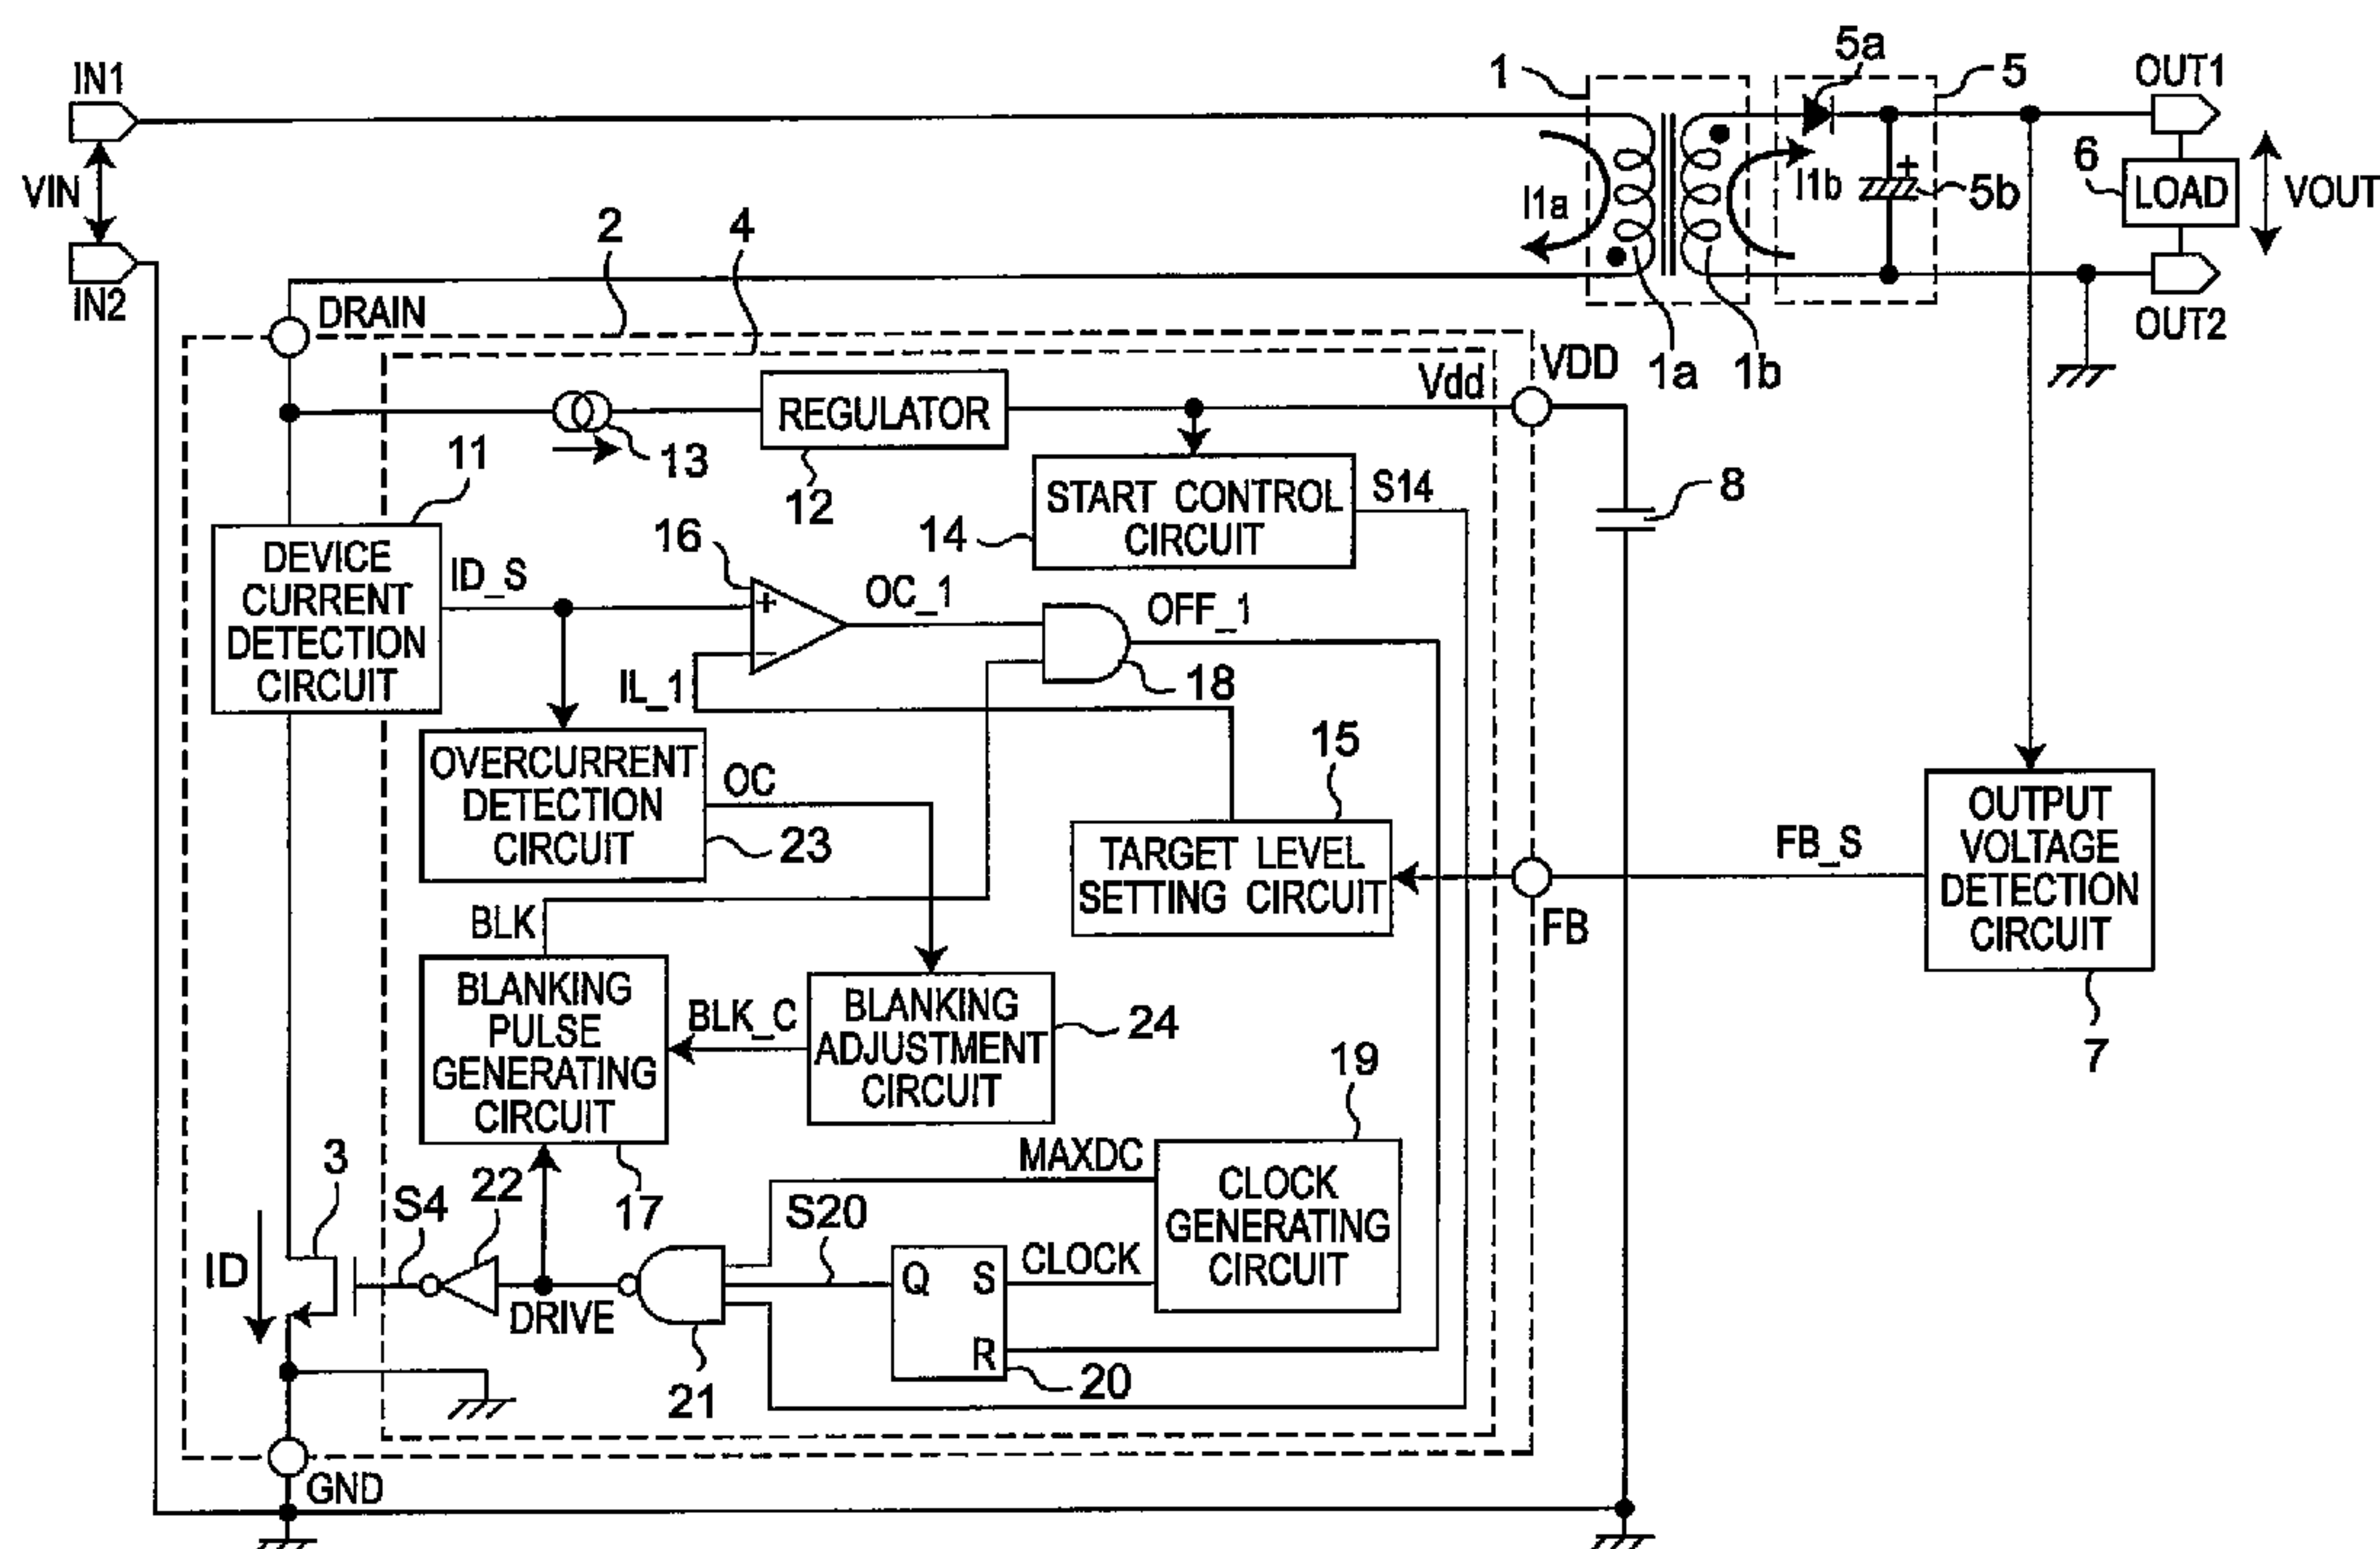 IN1
1
5a
5
OUT1
VIN
I1a
I1b
+
5b
6
LOAD
VOUT
IN2
2
4
DRAIN
1a
1b
OUT2
Vdd
VDD
REGULATOR
13
12
11
START CONTROL
CIRCUIT
S14
14
8
DEVICE
CURRENT
DETECTION
CIRCUIT
ID_S
16
+
−
OC_1
OFF_1
18
IL_1
OVERCURRENT
DETECTION
CIRCUIT
OC
23
15
TARGET LEVEL
SETTING CIRCUIT
FB
FB_S
OUTPUT
VOLTAGE
DETECTION
CIRCUIT
7
BLK
BLANKING
PULSE
GENERATING
CIRCUIT
BLK_C
BLANKING
ADJUSTMENT
CIRCUIT
24
17
19
CLOCK
GENERATING
CIRCUIT
MAXDC
CLOCK
3
S4
22
ID
DRIVE
21
S20
Q
S
R
20
GND